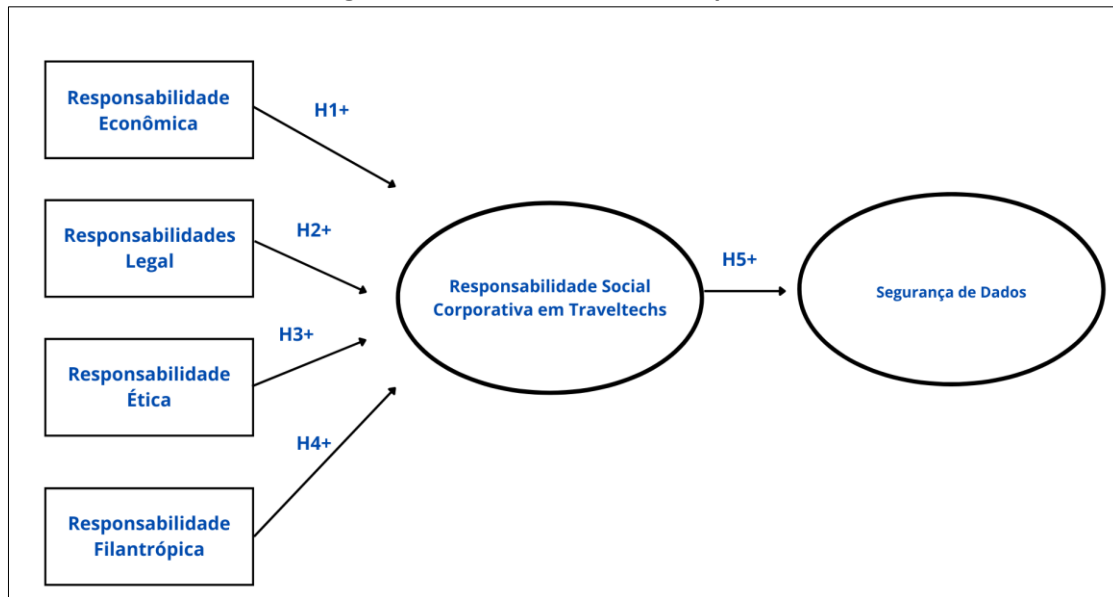 Responsabilidade
Econômica
H1+
Responsabilidades
Legal
H2+
Responsabilidade
Ética
H3+
Responsabilidade
Filantrópica
H4+
Responsabilidade Social
Corporativa em Traveltechs
H5+
Segurança de Dados